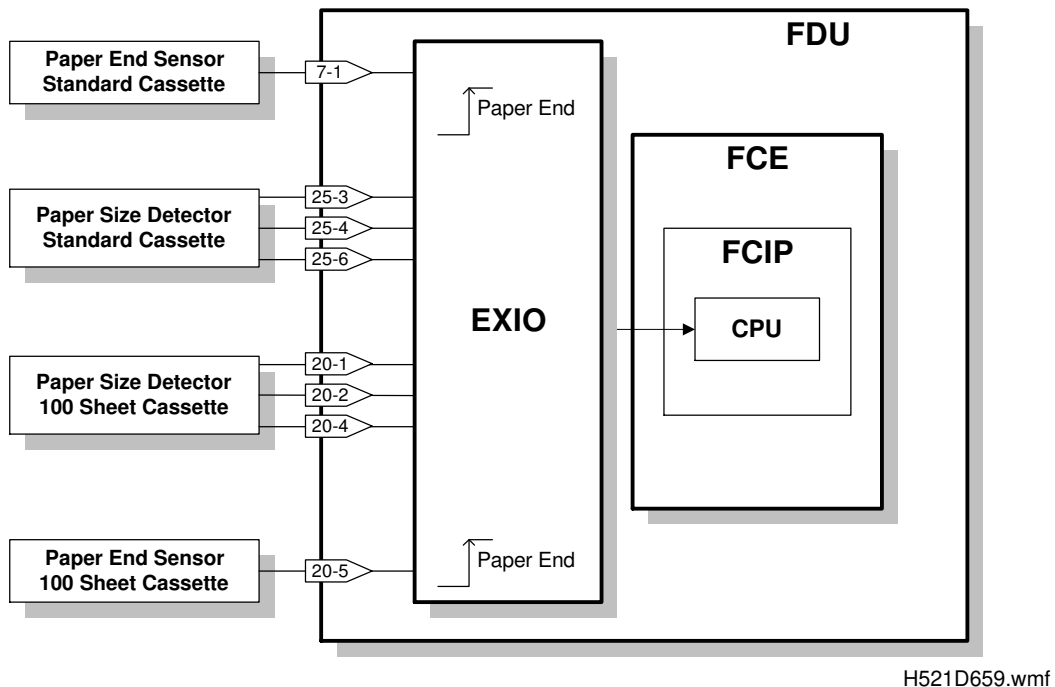 FDU
Paper End Sensor
Standard Cassette
7-1
Paper End
FCE
Paper Size Detector
Standard Cassette
25-3
25-4
25-6
FCIP
EXIO
CPU
Paper Size Detector
100 Sheet Cassette
20-1
20-2
20-4
Paper End Sensor
100 Sheet Cassette
20-5
Paper End
H521D659.wmf